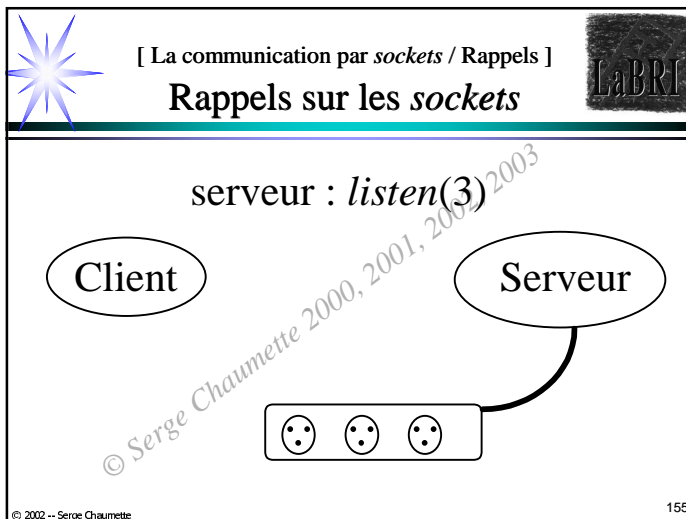 [ La communication par sockets / Rappels ]
Rappels sur les sockets
LaBRI
serveur : listen(3)
Client
Serveur
© Serge Chaumette 2000, 2001, 2002, 2003
© 2002 -- Serge Chaumette
155